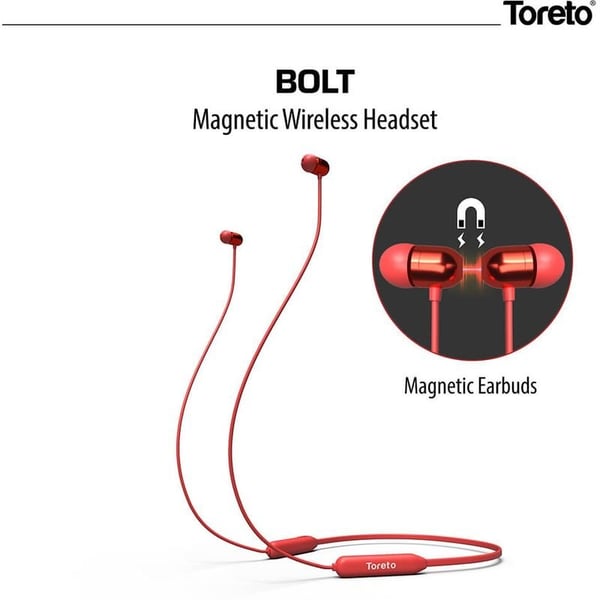 Toreto®
BOLT
Magnetic Wireless Headset
Magnetic Earbuds
Toreto